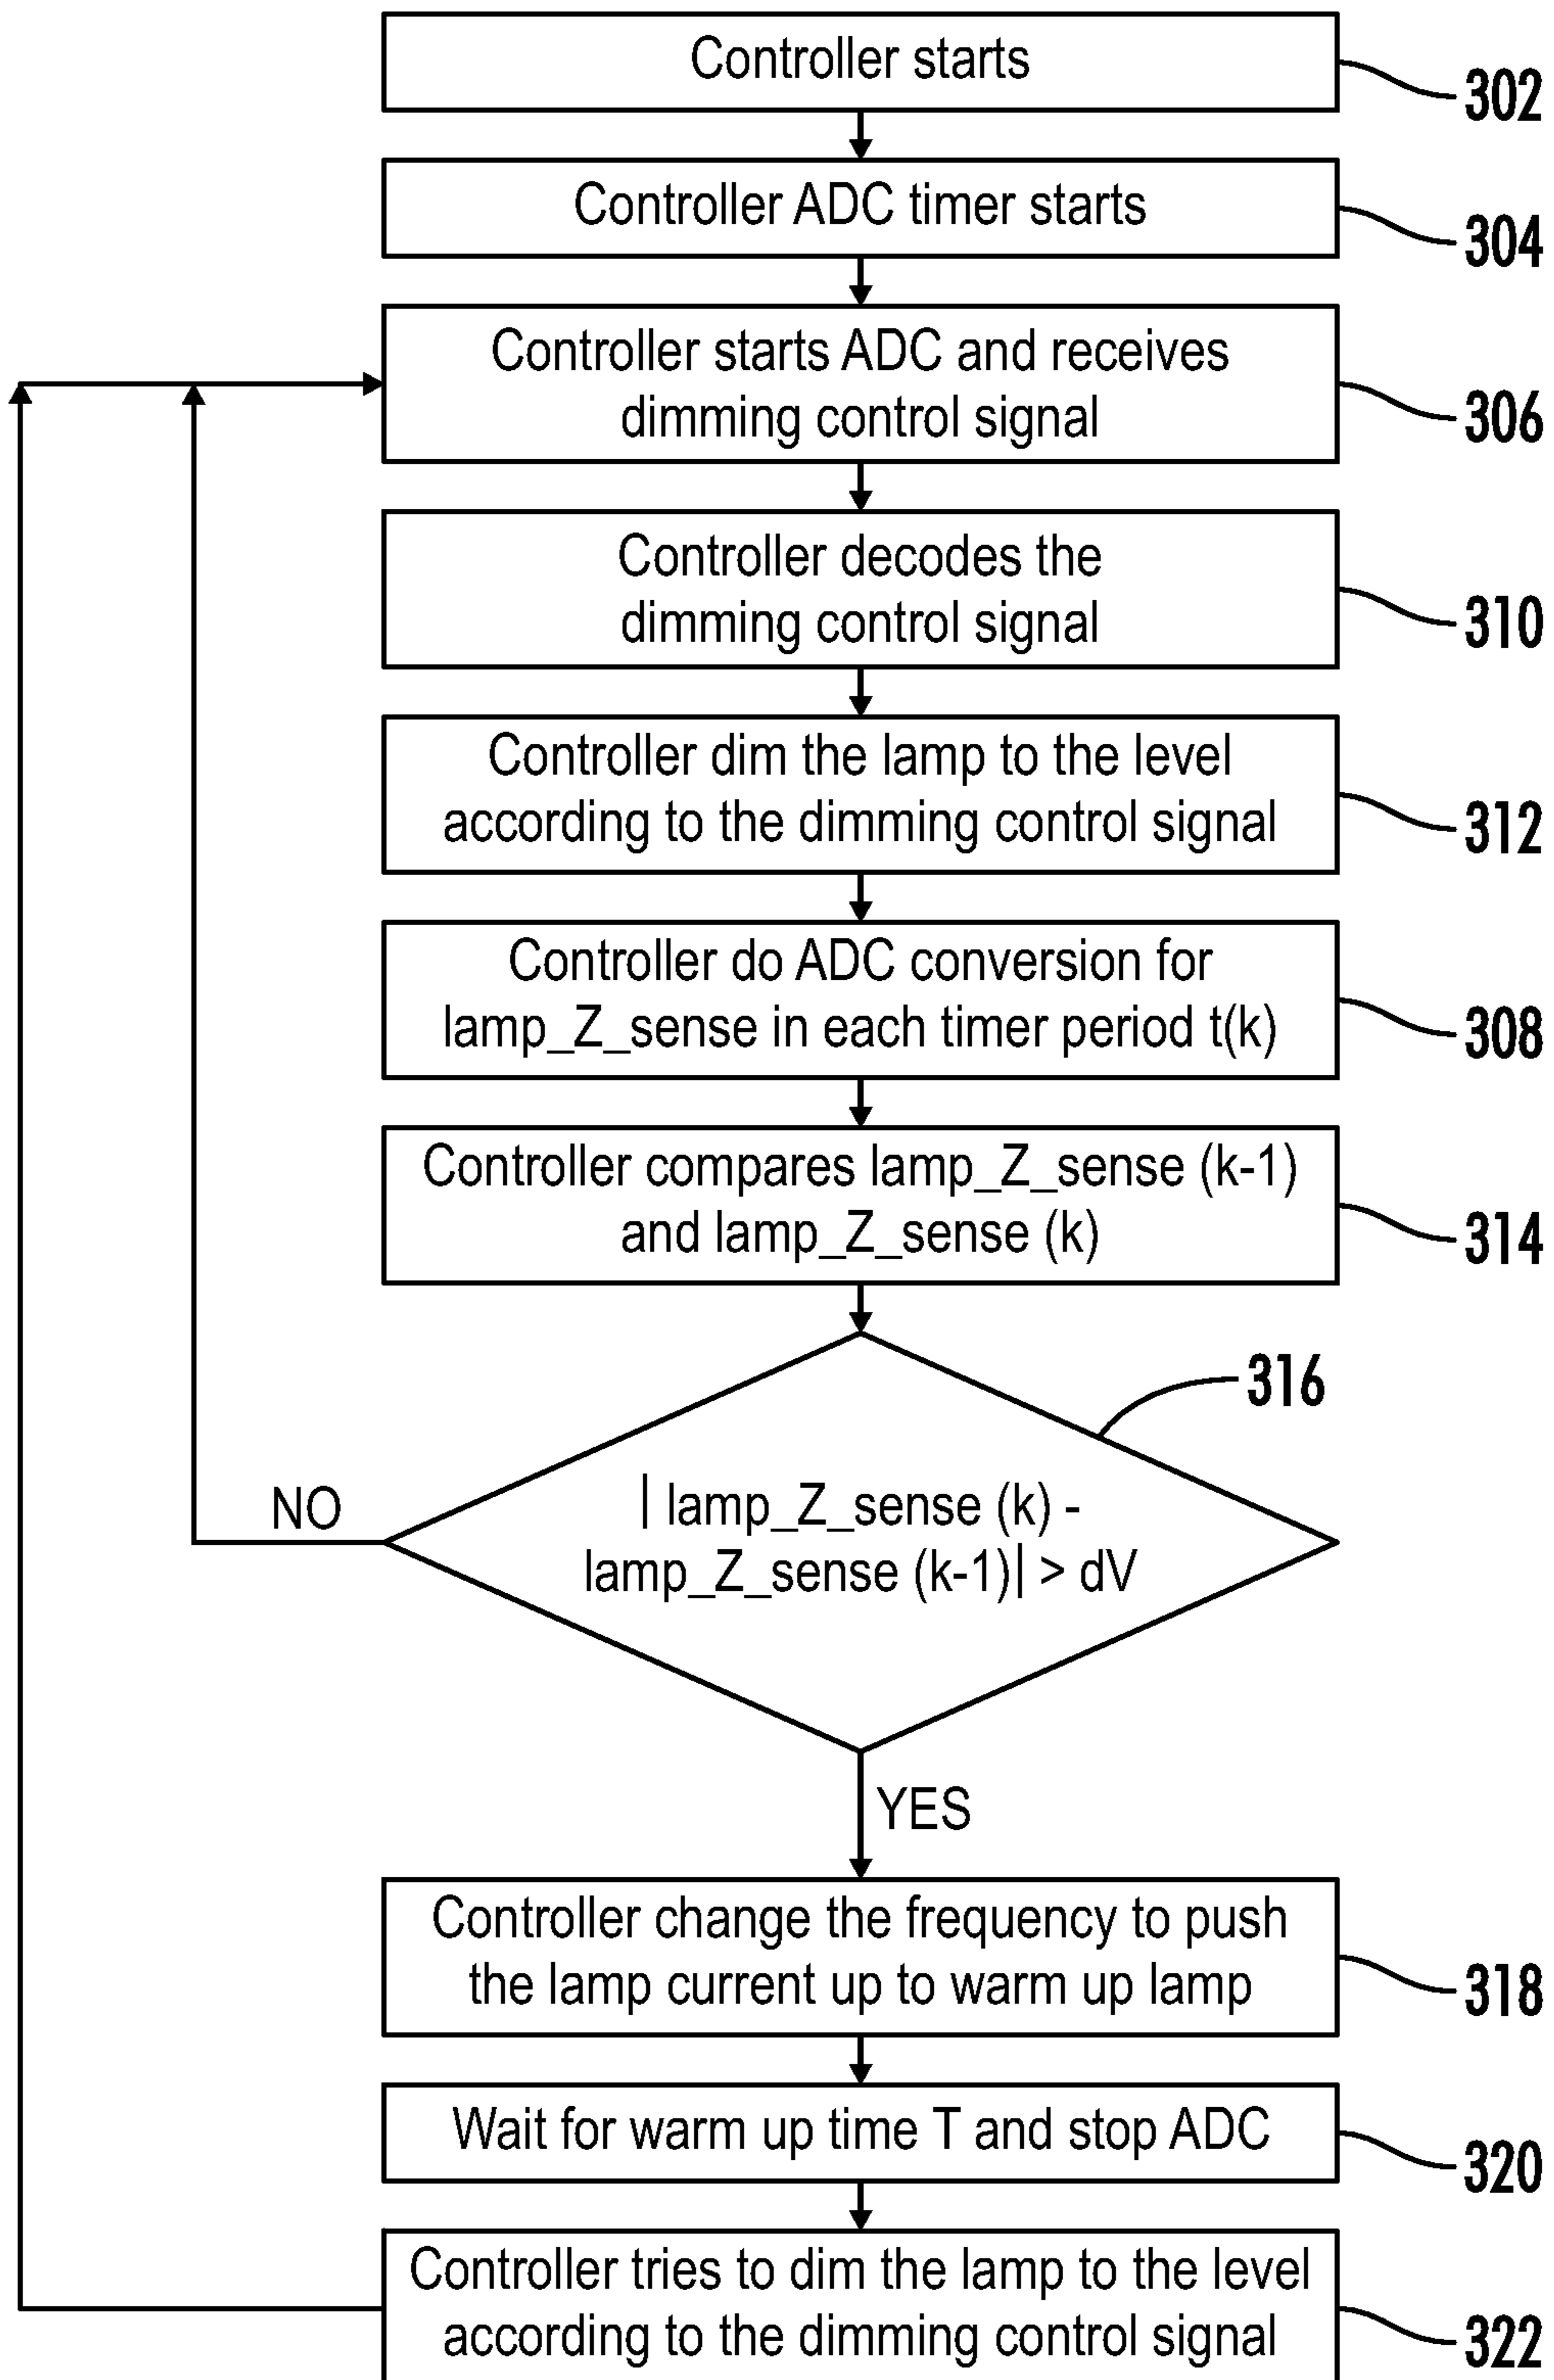 Controller starts
302
Controller ADC timer starts
304
Controller starts ADC and receives
dimming control signal
306
Controller decodes the
dimming control signal
310
Controller dim the lamp to the level
according to the dimming control signal
312
Controller do ADC conversion for
lamp_Z_sense in each timer period t(k)
308
Controller compares lamp_Z_sense (k-1)
and lamp_Z_sense (k)
314
316
| lamp_Z_sense (k) -
lamp_Z_sense (k-1)| > dV
NO
YES
Controller change the frequency to push
the lamp current up to warm up lamp
318
Wait for warm up time T and stop ADC
320
Controller tries to dim the lamp to the level
according to the dimming control signal
322